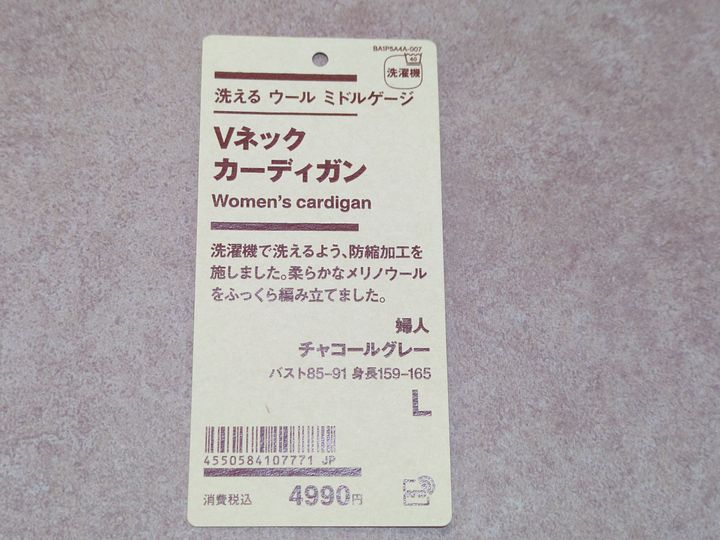 BA1P5A4A-007
40
洗濯機
洗える ウール ミドルゲージ
Vネック
カーディガン
Women's cardigan
洗濯機で洗えるよう、防縮加工を
施しました。柔らかなメリノウール
をふっくら編み立てました。
婦人
チャコールグレー
バスト85-91 身長159-165
L
4550584107771 JP
消費税込 4990円